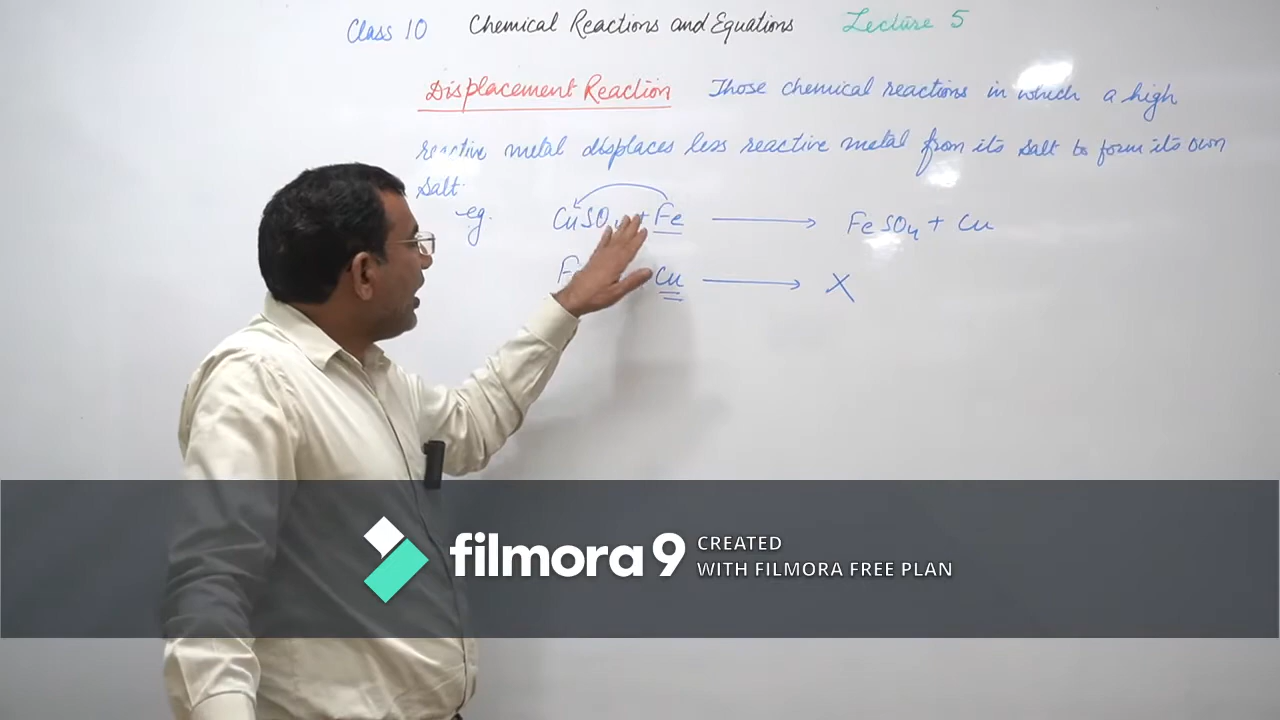 Class 10 Chemical Reactions and Equations Lecture 5
Displacement Reaction Those chemical reactions in which a high
reactive metal displaces less reactive metal from its salt to form its own
Salt.
eg. CuSO4 + Fe → FeSO4 + Cu
Cu → X
filmora 9 CREATED
WITH FILMORA FREE PLAN